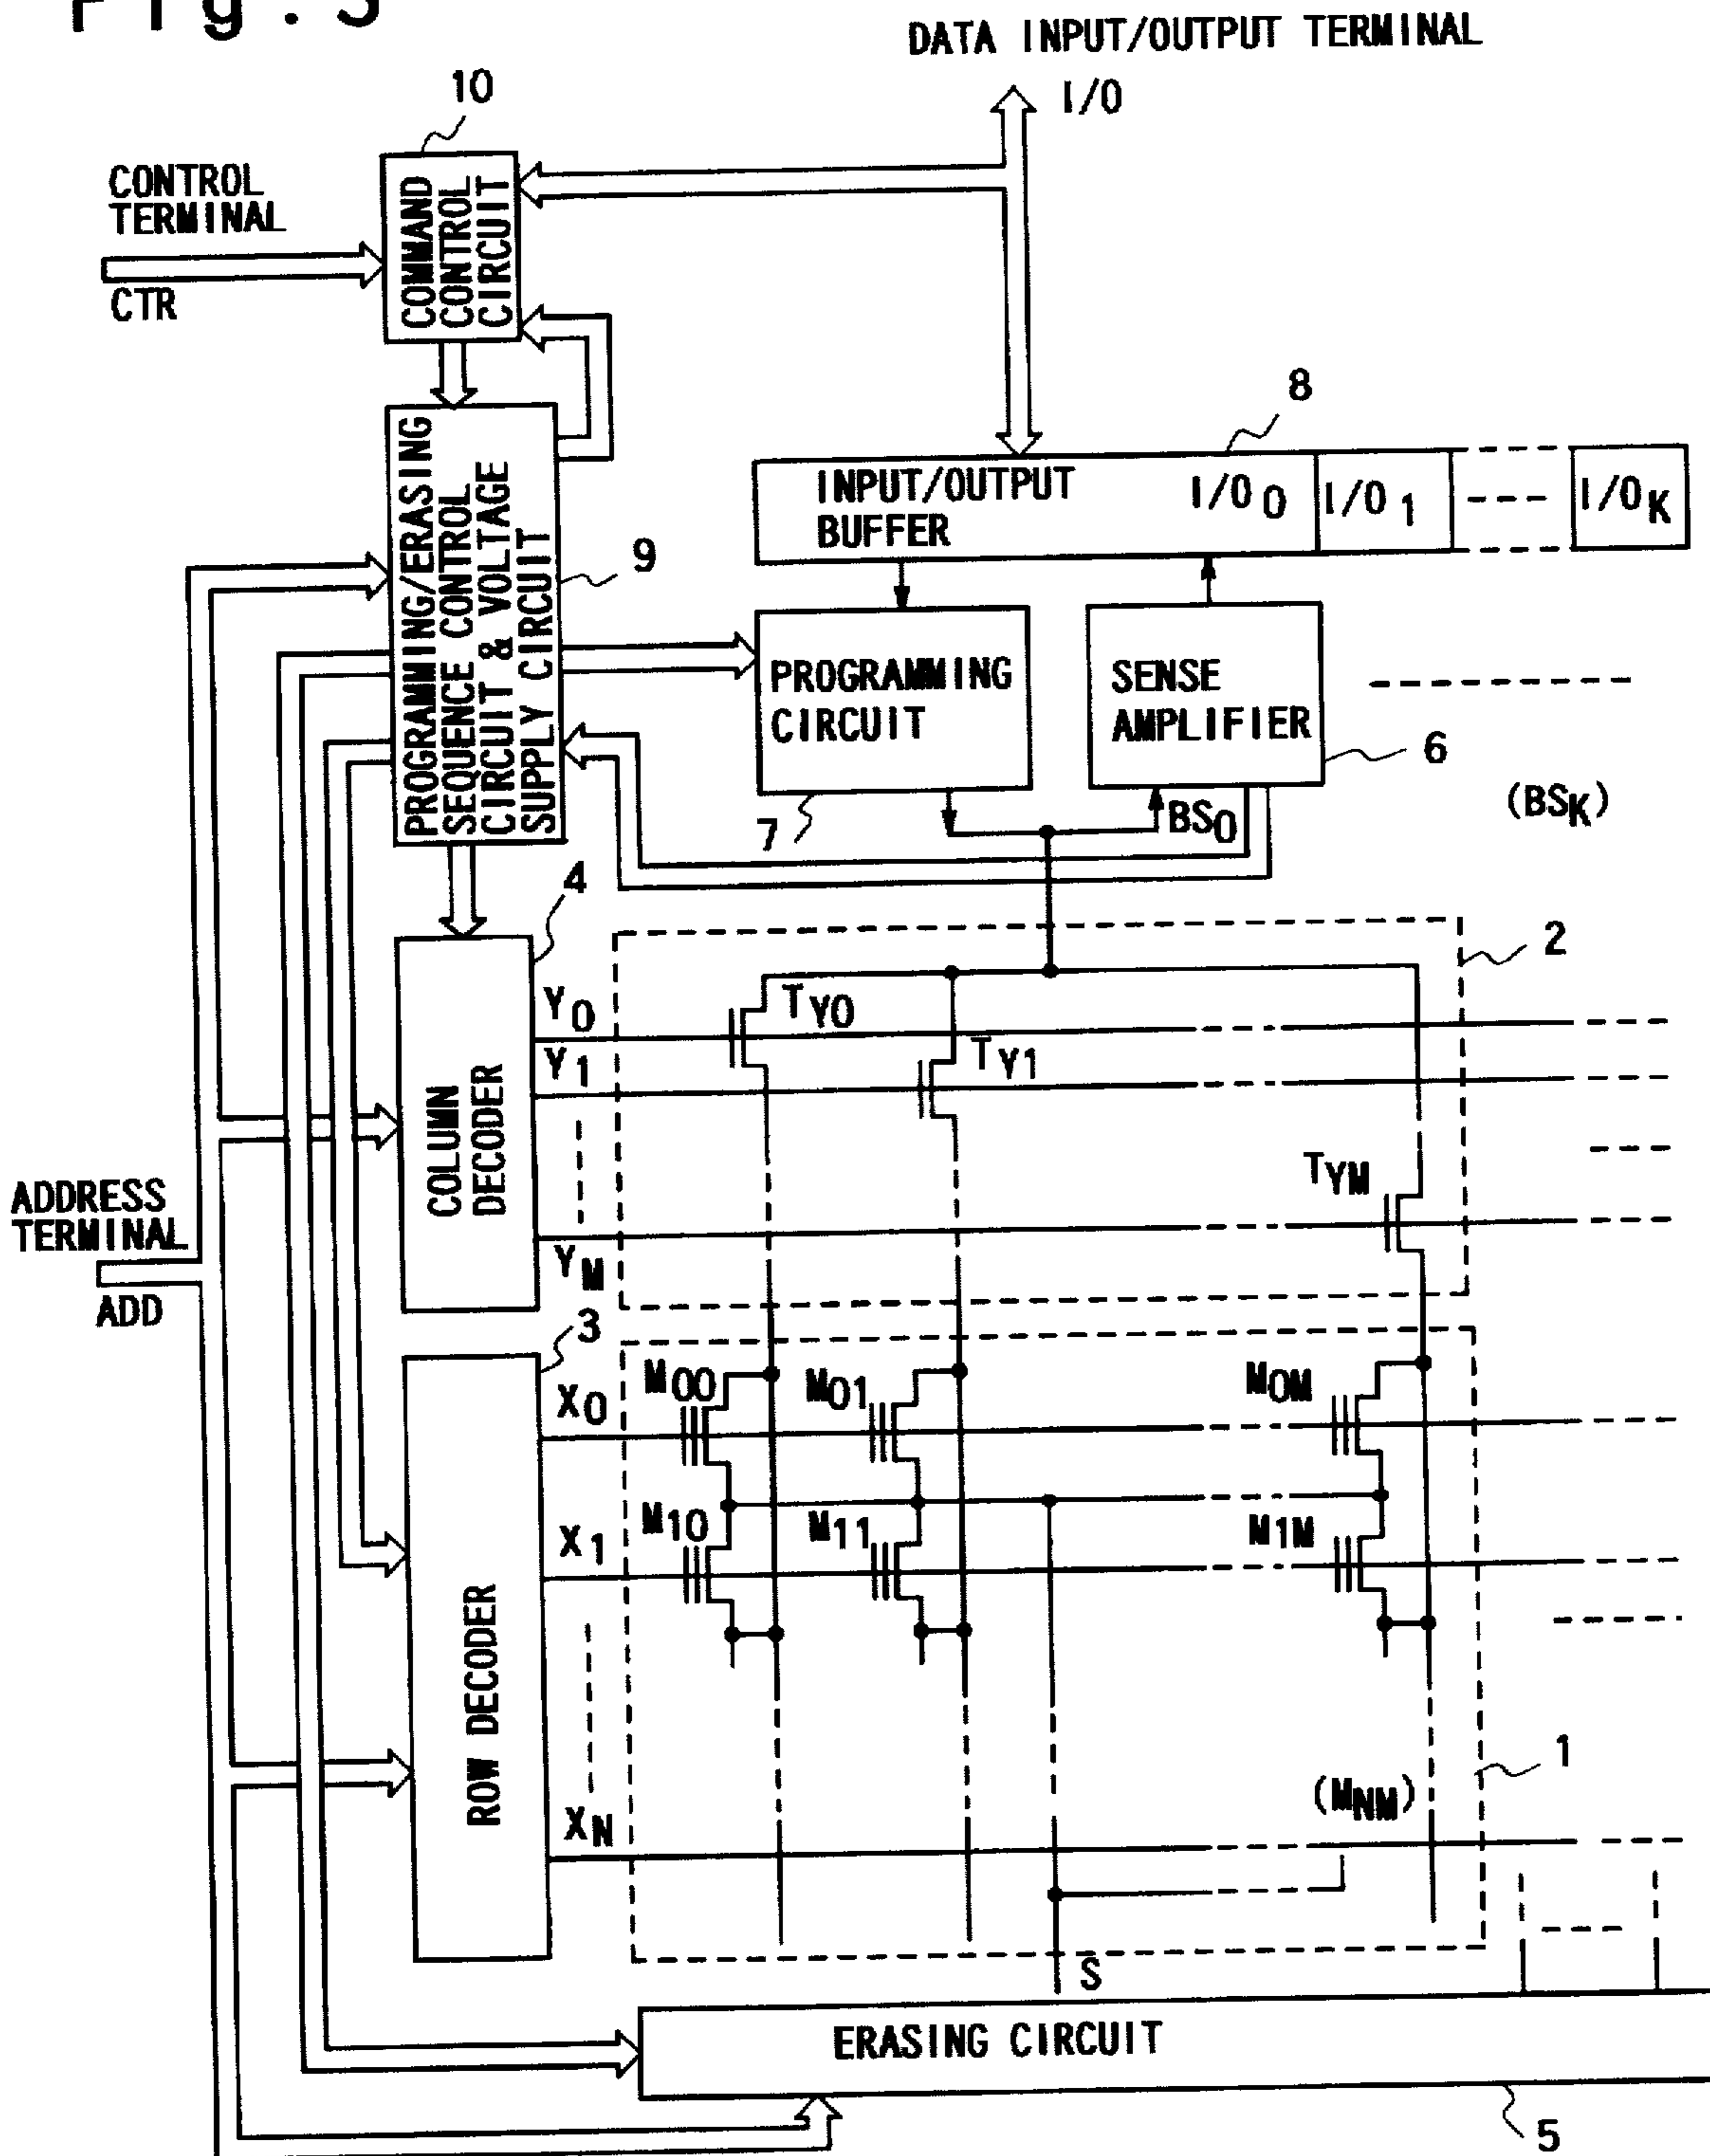 Fig. 3
DATA INPUT/OUTPUT TERMINAL
I/O
10
CONTROL
TERMINAL
CTR
COMMAND
CONTROL
CIRCUIT
8
INPUT/OUTPUT
BUFFER
I/O0
I/O1
I/OK
PROGRAMMING/ERASING
SEQUENCE CONTROL
CIRCUIT & VOLTAGE
SUPPLY CIRCUIT
9
PROGRAMMING
CIRCUIT
SENSE
AMPLIFIER
6
7
BS0
(BSK)
4
2
COLUMN
DECODER
Y0
TY0
Y1
TY1
TYM
YM
ADDRESS
TERMINAL
ADD
3
ROW DECODER
X0
M00
M01
M0M
X1
M10
M11
M1M
1
XN
(MNM)
S
ERASING CIRCUIT
5